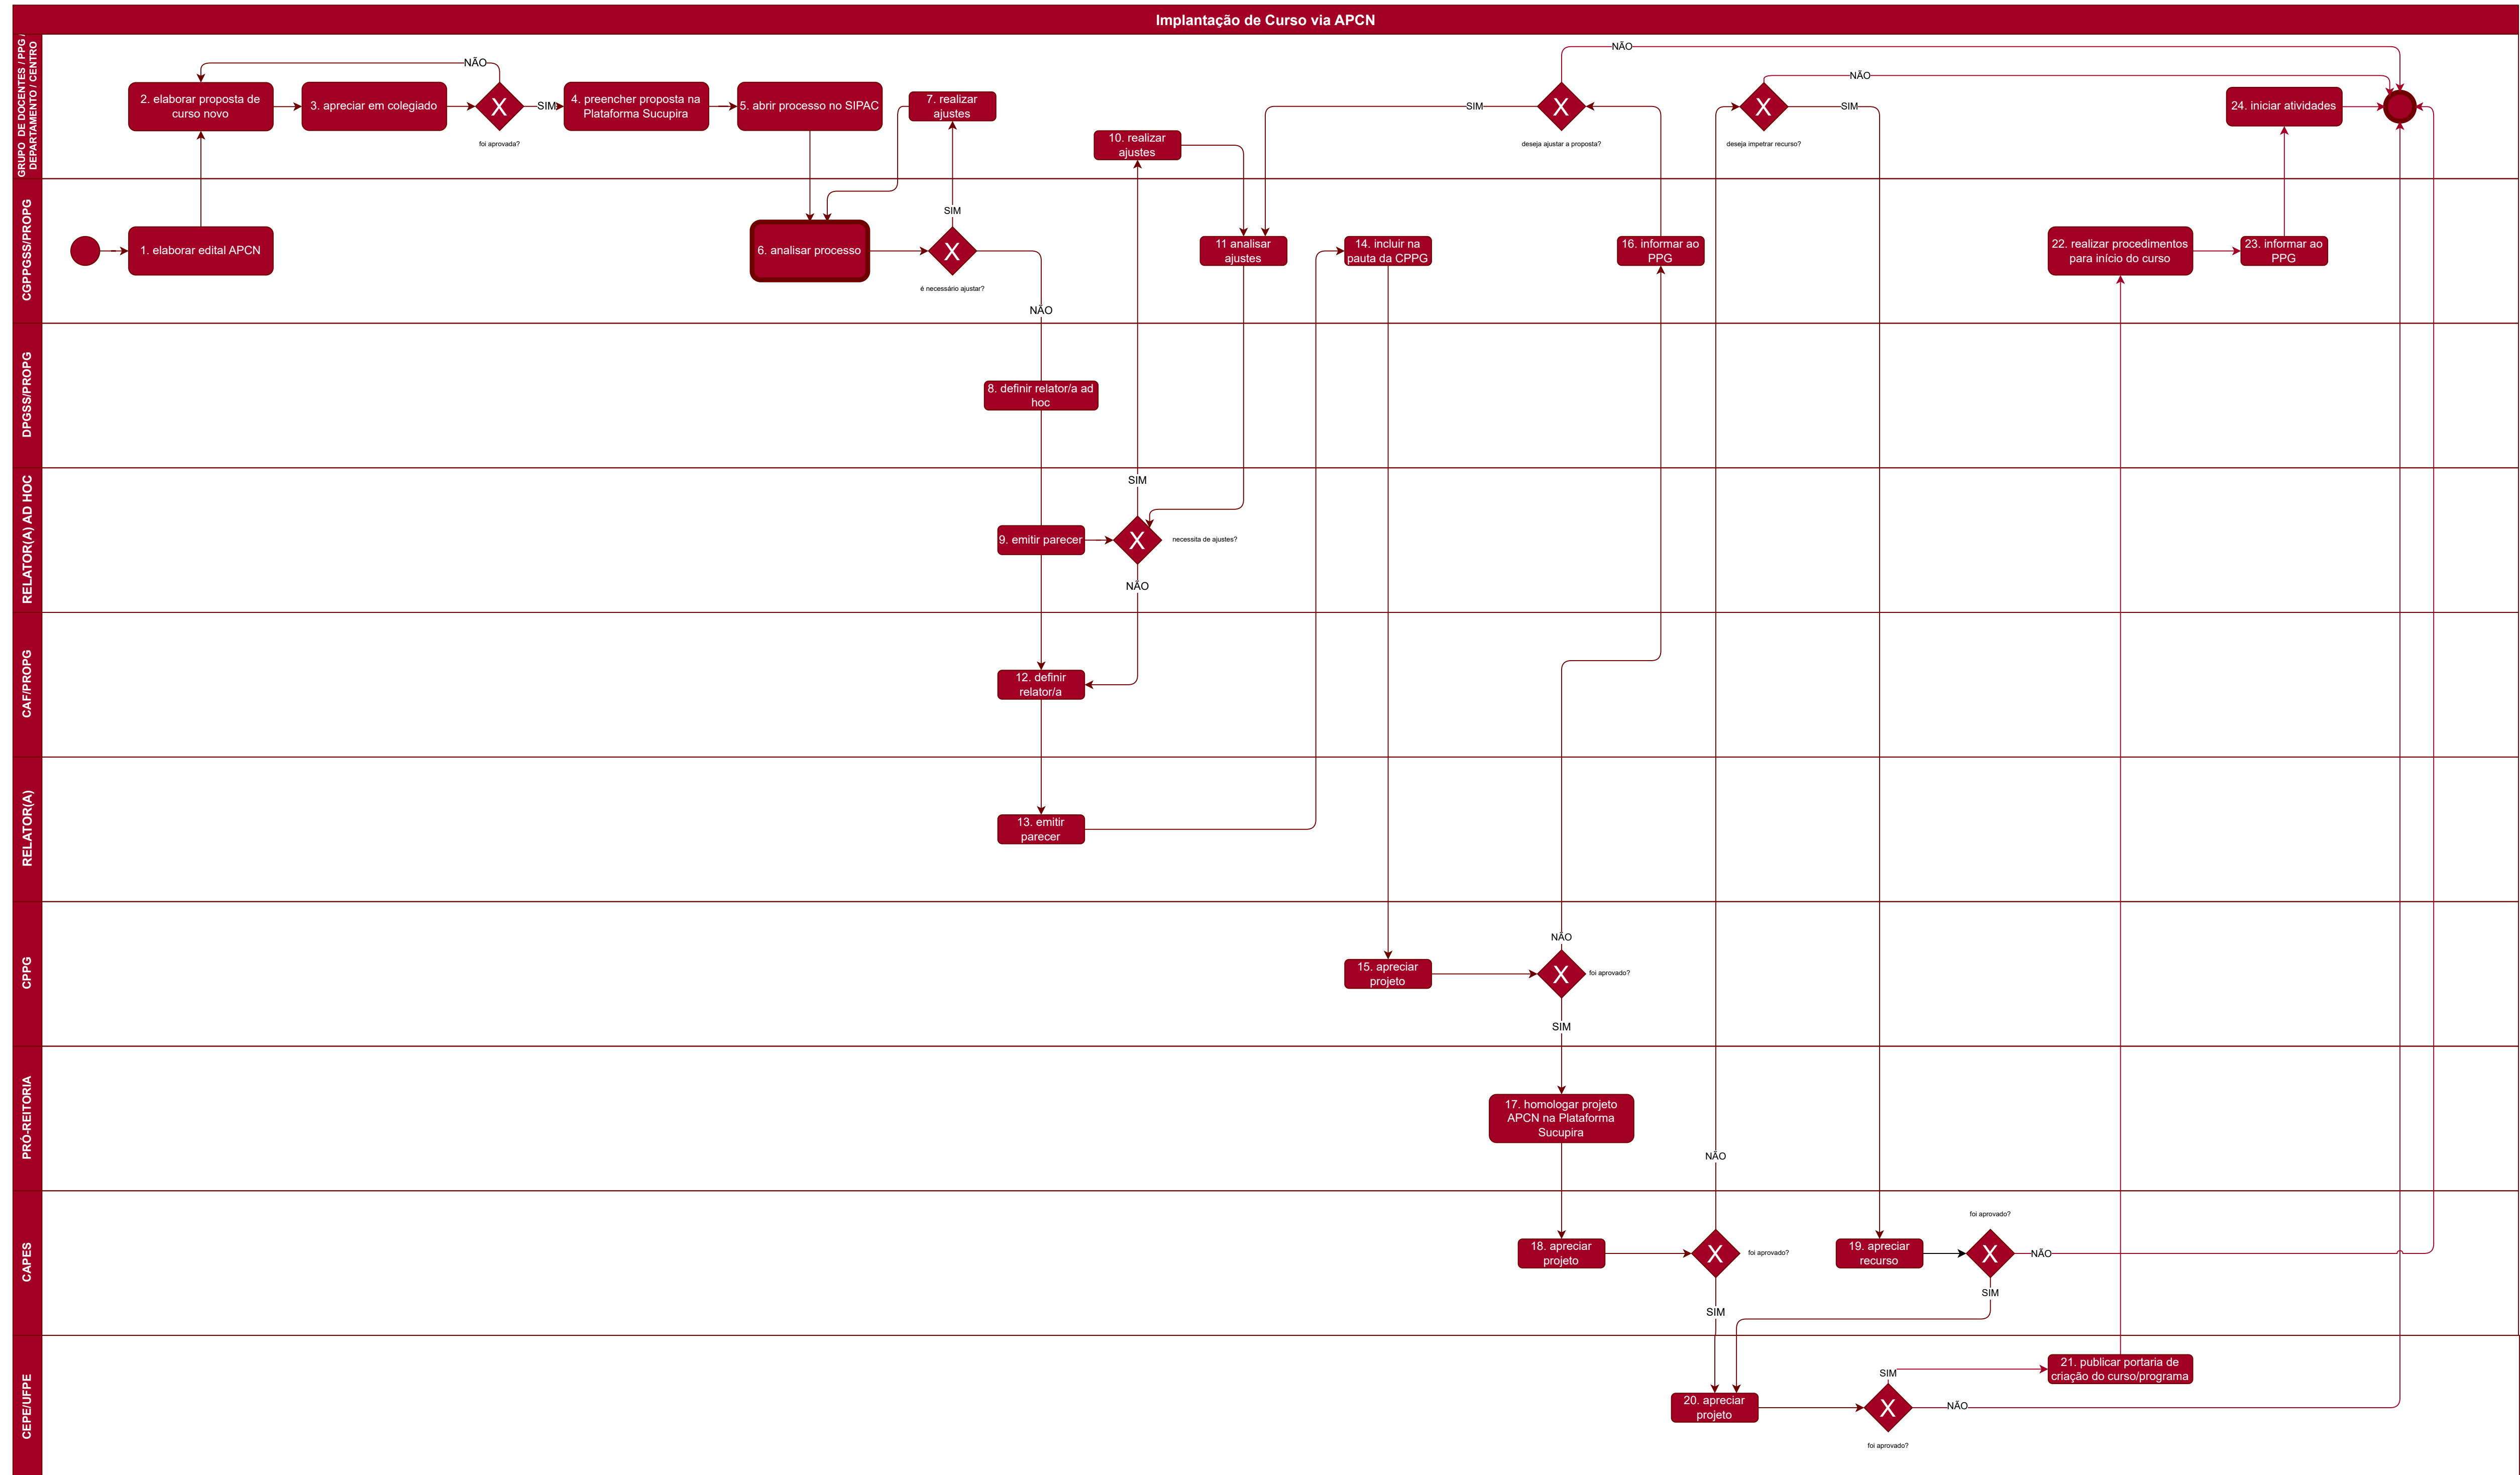 Implantação de Curso via APCN
GRUPO DE DOCENTES / PPG /
DEPARTAMENTO / CENTRO
NÃO
2. elaborar proposta de
curso novo
3. apreciar em colegiado
X
foi aprovada?
SIM
4. preencher proposta na
Plataforma Sucupira
5. abrir processo no SIPAC
7. realizar
ajustes
10. realizar
ajustes
SIM
X
deseja ajustar a proposta?
NÃO
X
deseja impetrar recurso?
NÃO
SIM
24. iniciar atividades
CGPPGSS/PROPG
1. elaborar edital APCN
6. analisar processo
SIM
X
é necessário ajustar?
NÃO
11 analisar
ajustes
14. incluir na
pauta da CPPG
16. informar ao
PPG
22. realizar procedimentos
para início do curso
23. informar ao
PPG
DPGSS/PROPG
8. definir relator/a ad
hoc
RELATOR(A) AD HOC
SIM
9. emitir parecer
X
necessita de ajustes?
NÃO
CAF/PROPG
12. definir
relator/a
RELATOR(A)
13. emitir
parecer
CPPG
NÃO
15. apreciar
projeto
X
foi aprovado?
SIM
PRÓ-REITORIA
17. homologar projeto
APCN na Plataforma
Sucupira
NÃO
CAPES
18. apreciar
projeto
X
foi aprovado?
SIM
19. apreciar
recurso
foi aprovado?
X
NÃO
SIM
CEPE/UFPE
20. apreciar
projeto
SIM
X
foi aprovado?
NÃO
21. publicar portaria de
criação do curso/programa